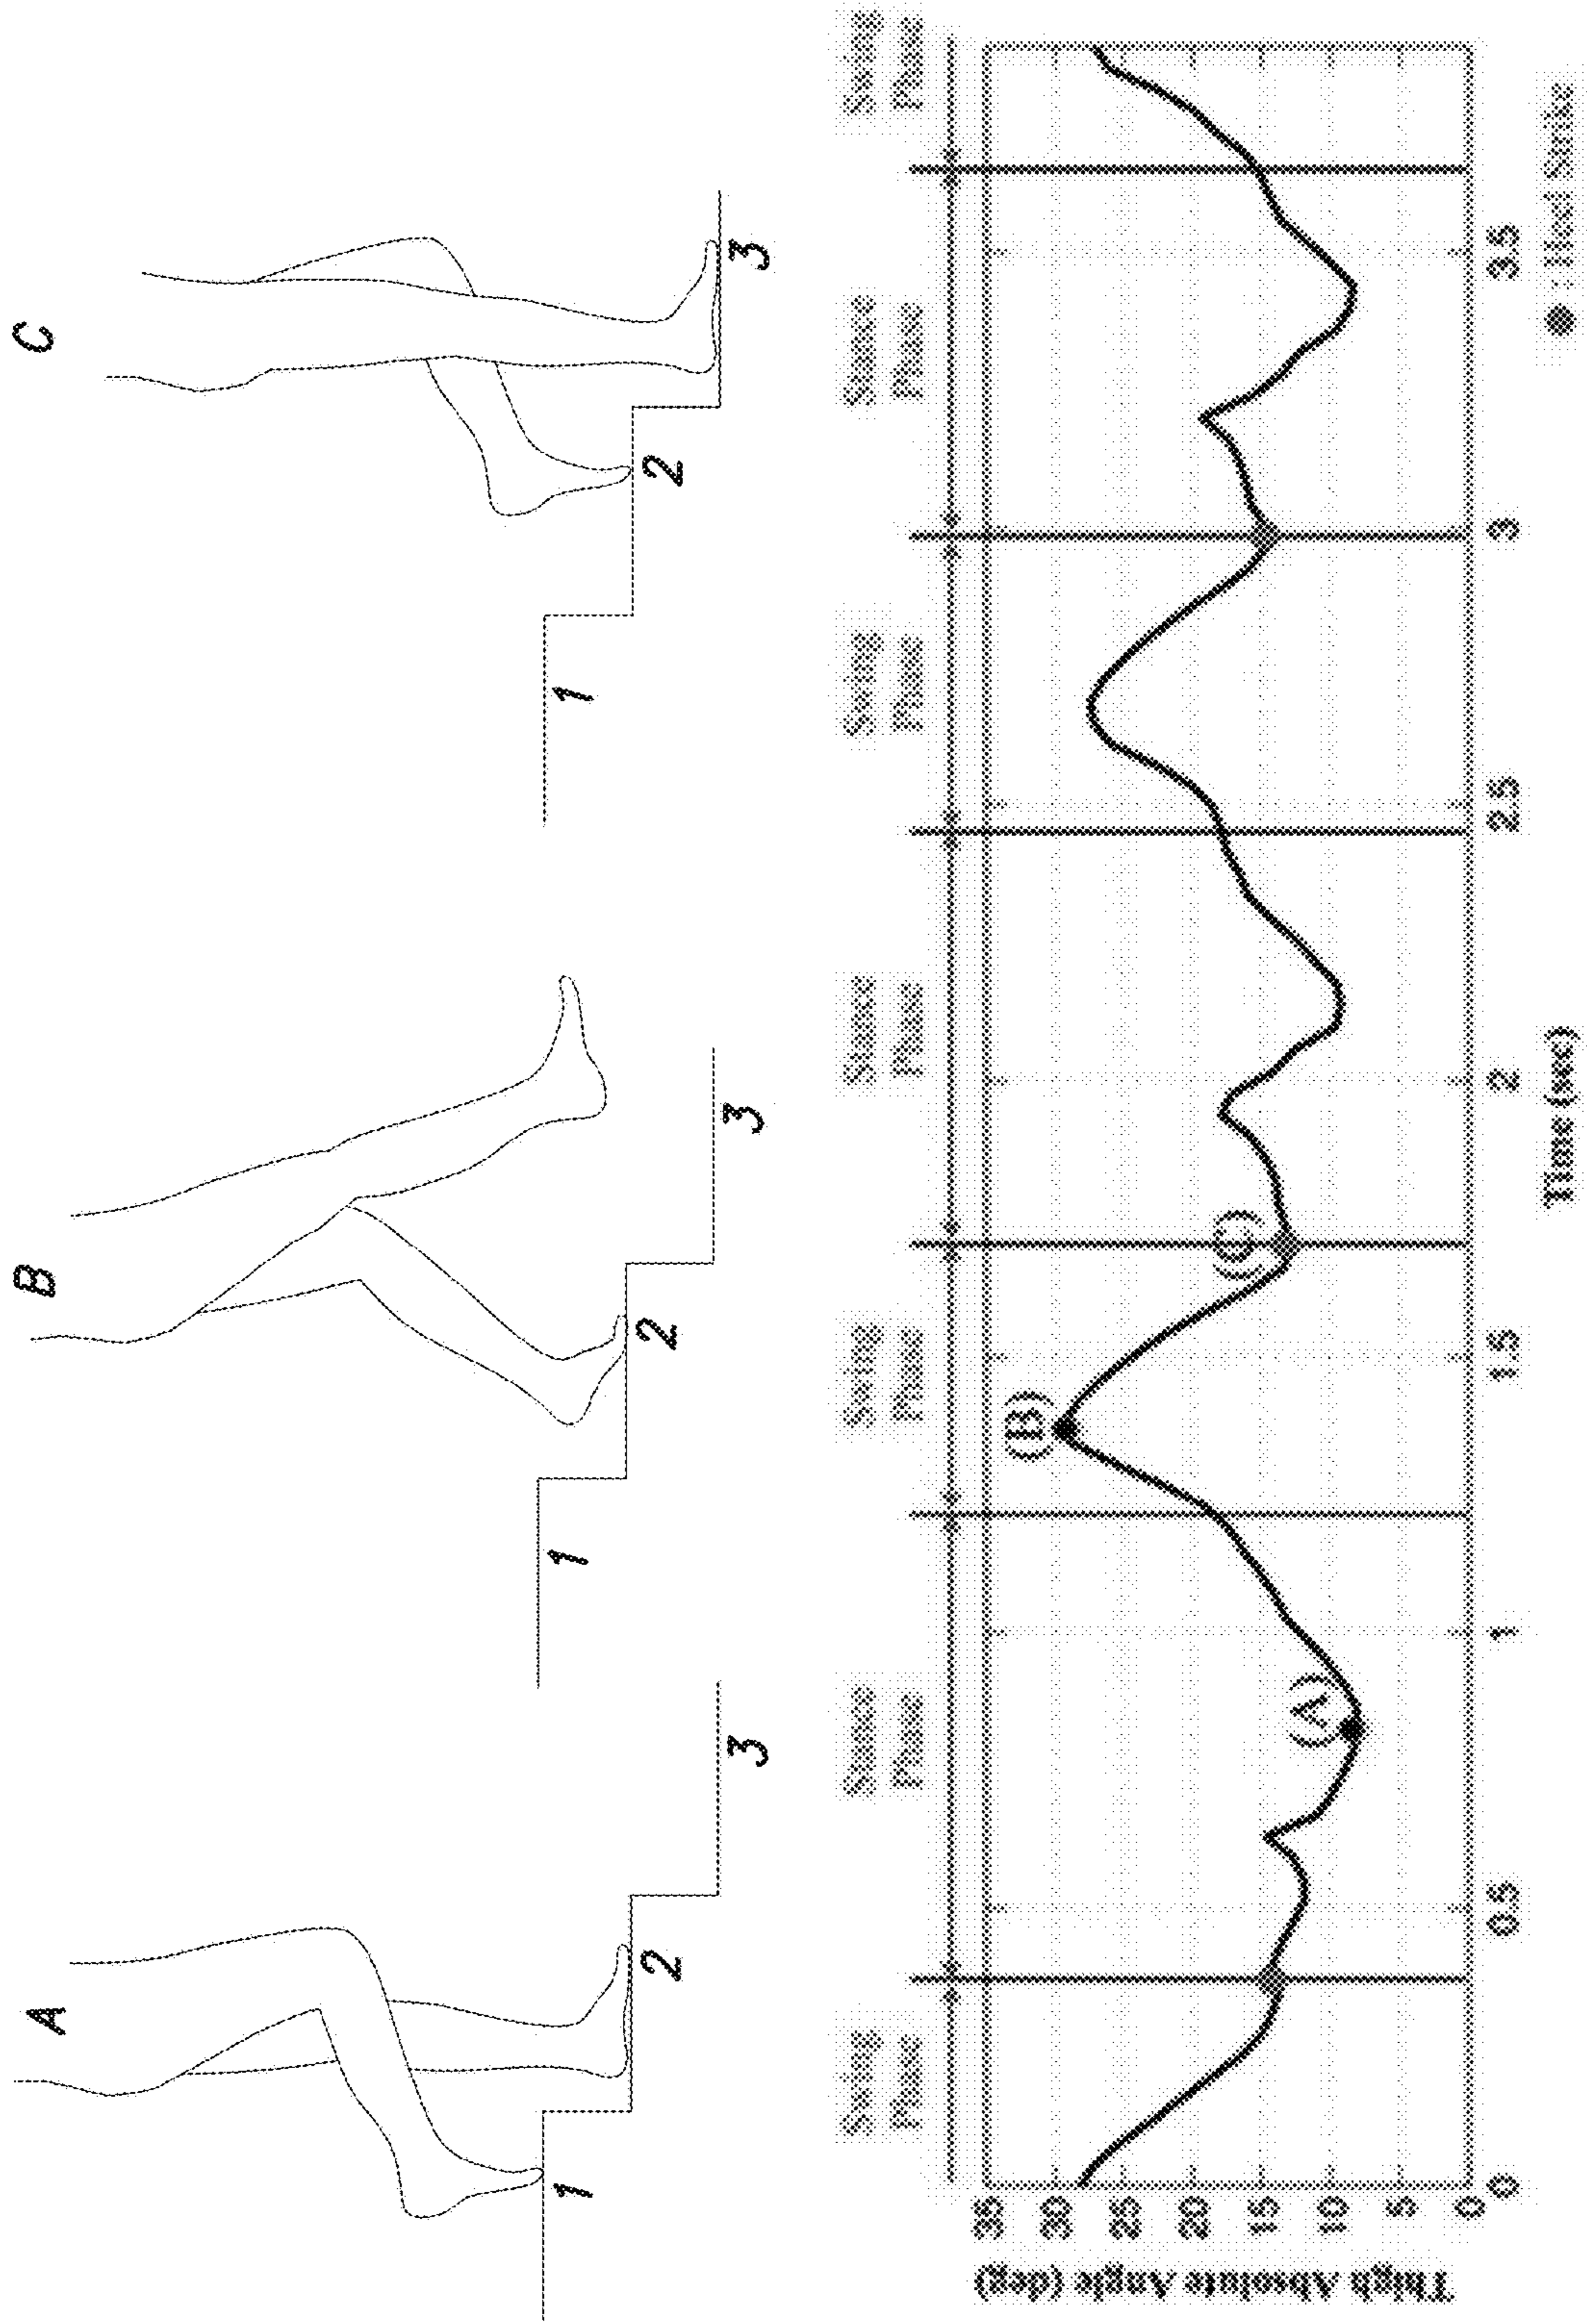 A
B
C
1
2
3
1
2
3
1
2
3
Swing
Phase
Stance
Phase
Swing
Phase
Stance
Phase
Swing
Phase
Stance
Phase
Swing
Phase
Thigh Absolute Angle (deg)
35
30
25
20
15
10
5
0
(A)
(B)
(C)
0
0.5
1
1.5
2
2.5
3
3.5
Time (sec)
: Heel Strike